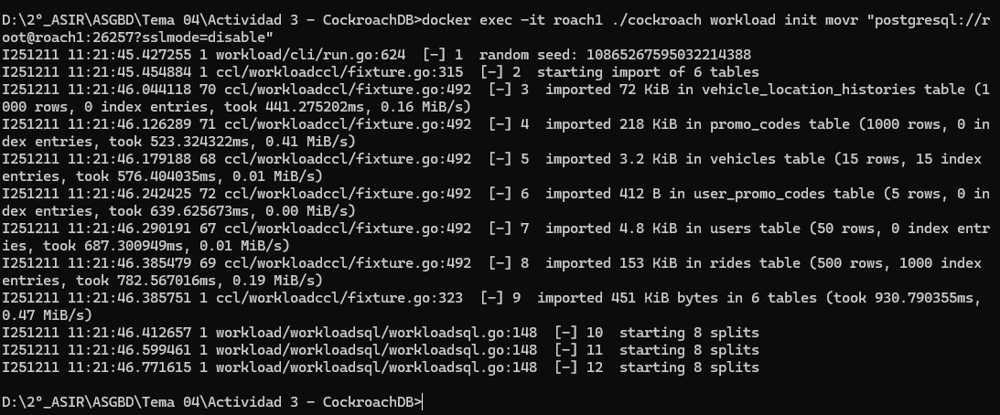 D:\2°_ASIR\ASGBD\Tema 04\Actividad 3 - CockroachDB>docker exec -it roach1 ./cockroach workload init movr "postgresql://r
oot@roach1:26257?sslmode=disable"
I251211 11:21:45.427255 1 workload/cli/run.go:624  [-] 1  random seed: 10865267595032214388
I251211 11:21:45.454884 1 ccl/workloadccl/fixture.go:315  [-] 2  starting import of 6 tables
I251211 11:21:46.044118 70 ccl/workloadccl/fixture.go:492  [-] 3  imported 72 KiB in vehicle_location_histories table (1
000 rows, 0 index entries, took 441.275202ms, 0.16 MiB/s)
I251211 11:21:46.126289 71 ccl/workloadccl/fixture.go:492  [-] 4  imported 218 KiB in promo_codes table (1000 rows, 0 in
dex entries, took 523.324322ms, 0.41 MiB/s)
I251211 11:21:46.179188 68 ccl/workloadccl/fixture.go:492  [-] 5  imported 3.2 KiB in vehicles table (15 rows, 15 index
entries, took 576.404035ms, 0.01 MiB/s)
I251211 11:21:46.242425 72 ccl/workloadccl/fixture.go:492  [-] 6  imported 412 B in user_promo_codes table (5 rows, 0 in
dex entries, took 639.625673ms, 0.00 MiB/s)
I251211 11:21:46.290191 67 ccl/workloadccl/fixture.go:492  [-] 7  imported 4.8 KiB in users table (50 rows, 0 index entr
ies, took 687.300949ms, 0.01 MiB/s)
I251211 11:21:46.385479 69 ccl/workloadccl/fixture.go:492  [-] 8  imported 153 KiB in rides table (500 rows, 1000 index
entries, took 782.567016ms, 0.19 MiB/s)
I251211 11:21:46.385751 1 ccl/workloadccl/fixture.go:323  [-] 9  imported 451 KiB bytes in 6 tables (took 930.790355ms,
0.47 MiB/s)
I251211 11:21:46.412657 1 workload/workloadsql/workloadsql.go:148  [-] 10  starting 8 splits
I251211 11:21:46.599461 1 workload/workloadsql/workloadsql.go:148  [-] 11  starting 8 splits
I251211 11:21:46.771615 1 workload/workloadsql/workloadsql.go:148  [-] 12  starting 8 splits
D:\2°_ASIR\ASGBD\Tema 04\Actividad 3 - CockroachDB>